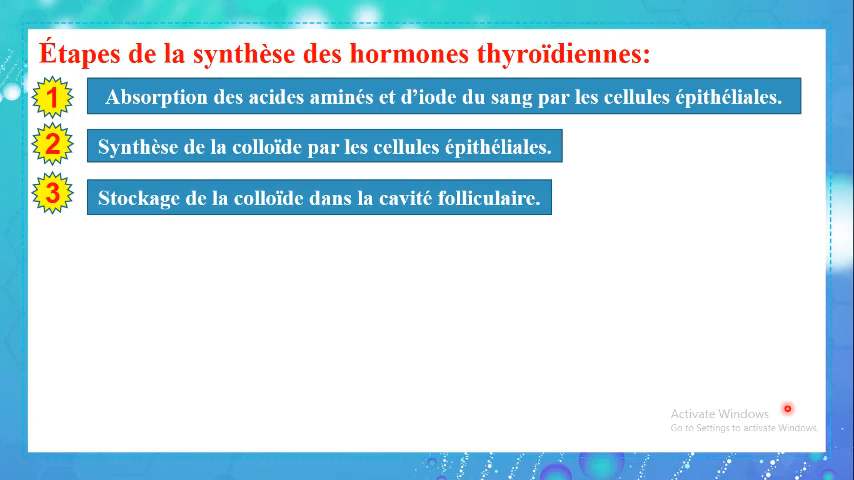 Étapes de la synthèse des hormones thyroïdiennes:
1 Absorption des acides aminés et d’iode du sang par les cellules épithéliales.
2 Synthèse de la colloïde par les cellules épithéliales.
3 Stockage de la colloïde dans la cavité folliculaire.
Activate Windows
Go to Settings to activate Windows.